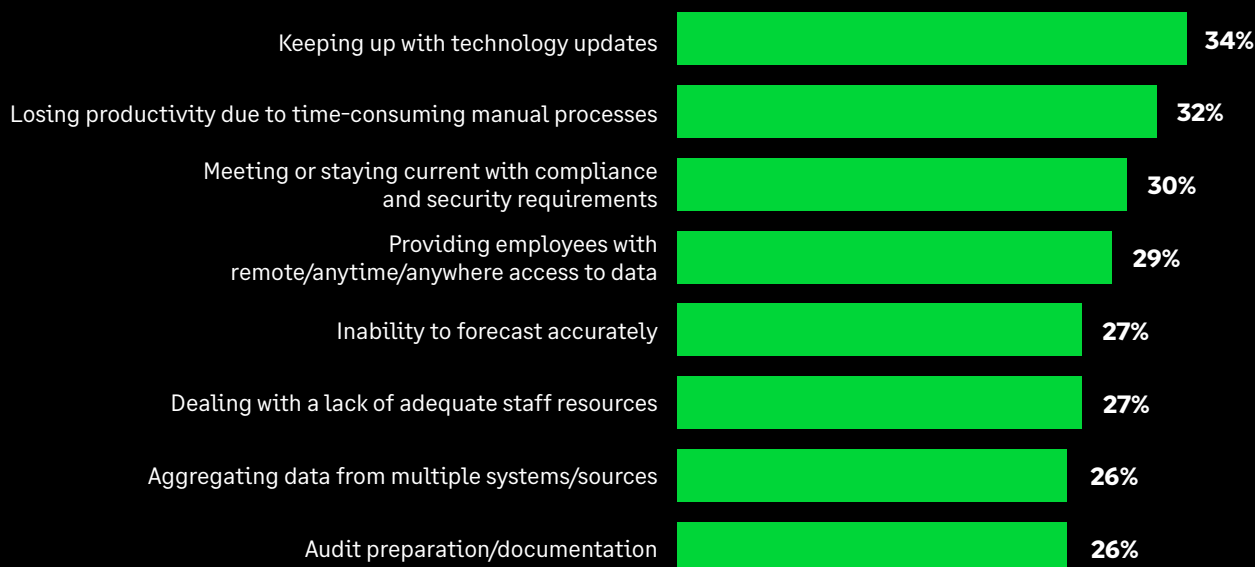 Keeping up with technology updates 34%
Losing productivity due to time-consuming manual processes 32%
Meeting or staying current with compliance
and security requirements 30%
Providing employees with
remote/anytime/anywhere access to data 29%
Inability to forecast accurately 27%
Dealing with a lack of adequate staff resources 27%
Aggregating data from multiple systems/sources 26%
Audit preparation/documentation 26%